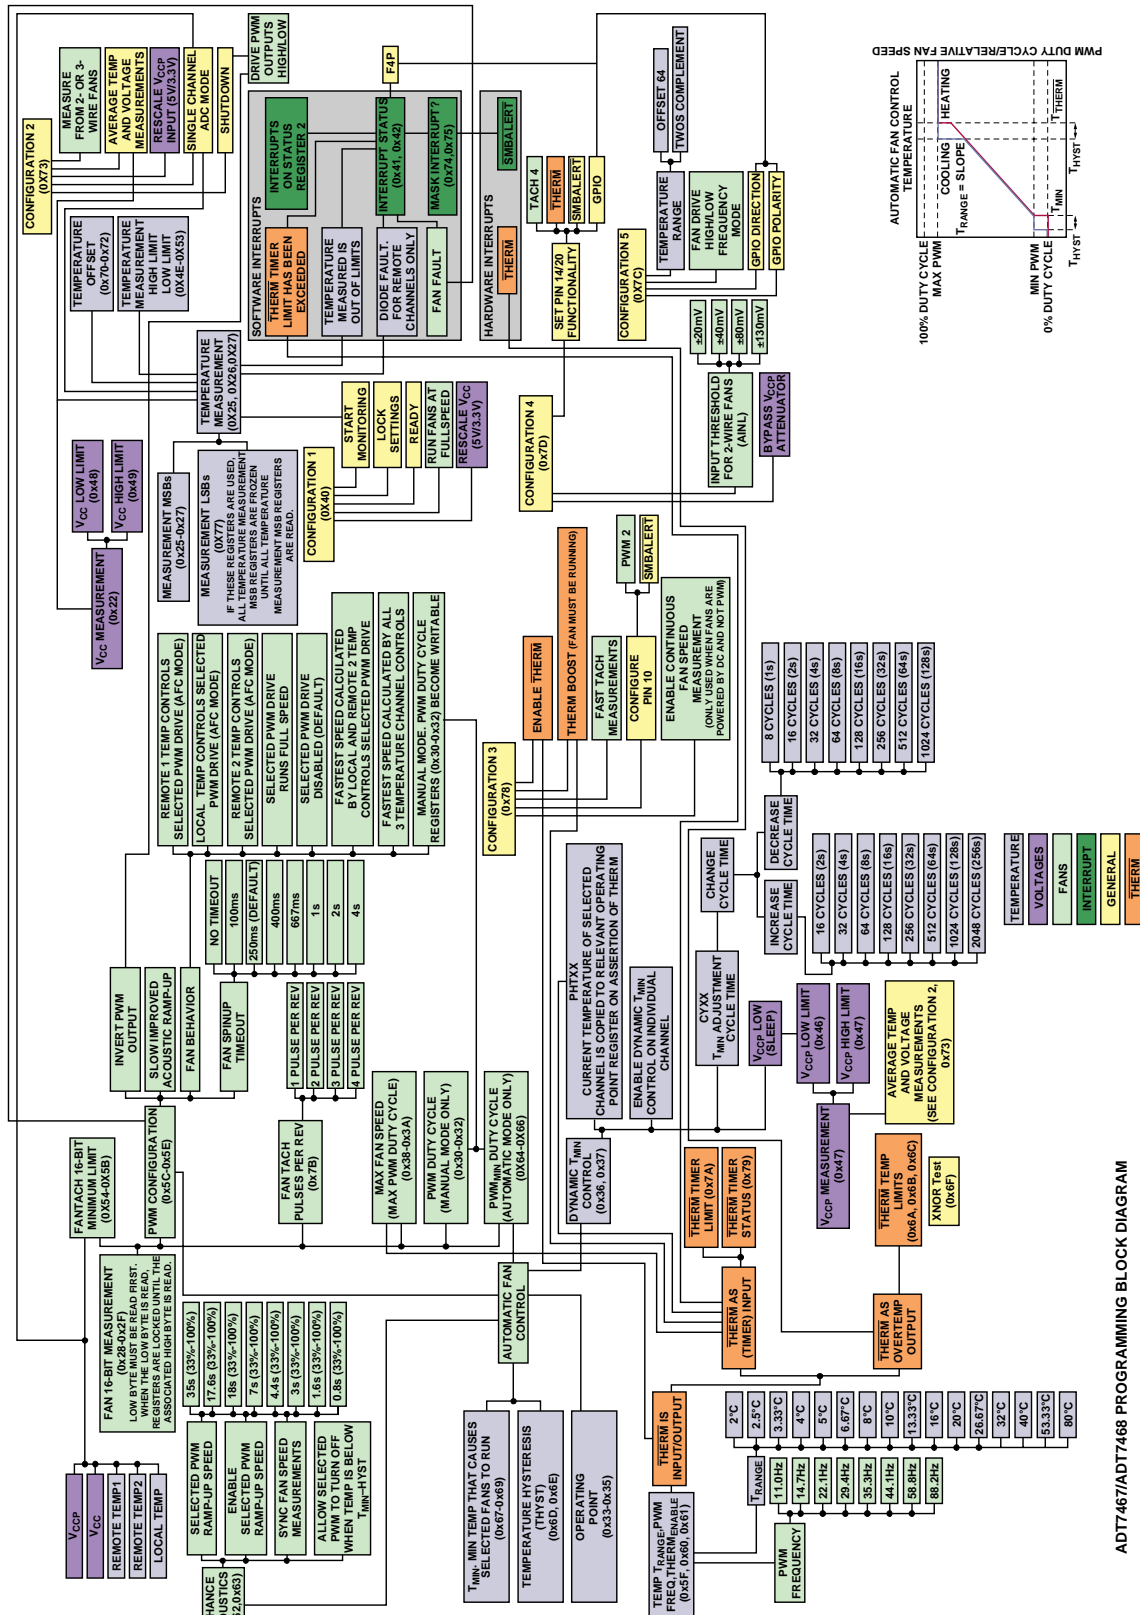 CONFIGURATION 2
(0x73)
MEASURE
FROM 2- OR 3-
WIRE FANS
AVERAGE TEMP
AND VOLTAGE
MEASUREMENTS
RESCALE VCCP
INPUT (5V/3.3V)
SINGLE CHANNEL
ADC MODE
SHUTDOWN
DRIVE PWM
OUTPUTS
HIGH/LOW
TEMPERATURE
OFFSET
(0x70-0x72)
TEMPERATURE
MEASUREMENT
HIGH LIMIT
LOW LIMIT
(0x4E-0X53)
SOFTWARE INTERRUPTS
INTERRUPTS
ON STATUS
REGISTER 2
THERM TIMER
LIMIT HAS BEEN
EXCEEDED
TEMPERATURE
MEASURED IS
OUT OF LIMITS
INTERRUPT STATUS
(0x41, 0x42)
DIODE FAULT.
FOR REMOTE
CHANNELS ONLY
FAN FAULT
MASK INTERRUPT?
(0x74,0x75)
F4P
HARDWARE INTERRUPTS
SMBALERT
THERM
TEMPERATURE
MEASUREMENT
(0X25, 0X26,0X27)
VCC LOW LIMIT
(0x48)
VCC HIGH LIMIT
(0x49)
VCC MEASUREMENT
(0x22)
MEASUREMENT MSBs
(0x25-0x27)
MEASUREMENT LSBs
(0X77)
IF THESE REGISTERS ARE USED,
ALL TEMPERATURE MEASUREMENT
MSB REGISTERS ARE FROZEN
UNTIL ALL TEMPERATURE
MEASUREMENT MSB REGISTERS
ARE READ.
CONFIGURATION 1
(0X40)
START
MONITORING
LOCK
SETTINGS
READY
RUN FANS AT
FULLSPEED
RESCALE VCC
(5V/3.3V)
TACH 4
THERM
SMBALERT
GPIO
SET PIN 14/20
FUNCTIONALITY
CONFIGURATION 4
(0x7D)
INPUT THRESHOLD
FOR 2-WIRE FANS
(AINL)
±20mV
±40mV
±80mV
±130mV
BYPASS VCCP
ATTENUATOR
CONFIGURATION 5
(0X7C)
OFFSET 64
TWOS COMPLEMENT
TEMPERATURE
RANGE
FAN DRIVE
HIGH/LOW
FREQUENCY
MODE
GPIO DIRECTION
GPIO POLARITY
AUTOMATIC FAN CONTROL
TEMPERATURE
PWM DUTY CYCLE/RELATIVE FAN SPEED
100% DUTY CYCLE
MAX PWM
COOLING
HEATING
TRANGE = SLOPE
MIN PWM
0% DUTY CYCLE
THYST
TMIN
THYST
TTHERM
REMOTE 1 TEMP CONTROLS
SELECTED PWM DRIVE (AFC MODE)
LOCAL TEMP CONTROLS SELECTED
PWM DRIVE (AFC MODE)
REMOTE 2 TEMP CONTROLS
SELECTED PWM DRIVE (AFC MODE)
SELECTED PWM DRIVE
RUNS FULL SPEED
SELECTED PWM DRIVE
DISABLED (DEFAULT)
FASTEST SPEED CALCULATED
BY LOCAL AND REMOTE 2 TEMP
CONTROLS SELECTED PWM DRIVE
FASTEST SPEED CALCULATED BY ALL
3 TEMPERATURE CHANNEL CONTROLS
MANUAL MODE. PWM DUTY CYCLE
REGISTERS (0x30-0x32) BECOME WRITABLE
NO TIMEOUT
100ms
250ms (DEFAULT)
400ms
667ms
1s
2s
4s
INVERT PWM
OUTPUT
SLOW IMPROVED
ACOUSTIC RAMP-UP
FAN BEHAVIOR
FAN SPINUP
TIMEOUT
1 PULSE PER REV
2 PULSE PER REV
3 PULSE PER REV
4 PULSE PER REV
CONFIGURATION 3
(0x78)
ENABLE THERM
THERM BOOST (FAN MUST BE RUNNING)
FAST TACH
MEASUREMENTS
PWM 2
SMBALERT
CONFIGURE
PIN 10
ENABLE CONTINUOUS
FAN SPEED
MEASUREMENT
(ONLY USED WHEN FANS ARE
POWERED BY DC AND NOT PWM)
FANTACH 16-BIT
MINIMUM LIMIT
(0X54-0X5B)
PWM CONFIGURATION
(0x5C-0x5E)
FAN TACH
PULSES PER REV
(0x7B)
MAX FAN SPEED
(MAX PWM DUTY CYCLE)
(0x38-0x3A)
PWM DUTY CYCLE
(MANUAL MODE ONLY)
(0x30-0x32)
PWMMIN DUTY CYCLE
(AUTOMATIC MODE ONLY)
(0X64-0X66)
FAN 16-BIT MEASUREMENT
(0x28-0x2F)
LOW BYTE MUST BE READ FIRST.
WHEN THE LOW BYTE IS READ,
REGISTERS ARE LOCKED UNTIL THE
ASSOCIATED HIGH BYTE IS READ.
VCCP
VCC
REMOTE TEMP1
REMOTE TEMP2
LOCAL TEMP
35s (33%-100%)
17.6s (33%-100%)
18s (33%-100%)
7s (33%-100%)
4.4s (33%-100%)
3s (33%-100%)
1.6s (33%-100%)
0.8s (33%-100%)
SELECTED PWM
RAMP-UP SPEED
ENABLE
SELECTED PWM
RAMP-UP SPEED
SYNC FAN SPEED
MEASUREMENTS
ALLOW SELECTED
PWM TO TURN OFF
WHEN TEMP IS BELOW
TMIN-HYST
AUTOMATIC FAN
CONTROL
TMIN- MIN TEMP THAT CAUSES
SELECTED FANS TO RUN
(0x67-0x69)
TEMPERATURE HYSTERESIS
(THYST)
(0x6D, 0x6E)
OPERATING
POINT
(0x33-0x35)
DYNAMIC TMIN
CONTROL
(0x36, 0x37)
PHTXX
CURRENT TEMPERATURE OF SELECTED
CHANNEL IS COPIED TO RELEVANT OPERATING
POINT REGISTER ON ASSERTION OF THERM
ENABLE DYNAMIC TMIN
CONTROL ON INDIVIDUAL
CHANNEL
CYXX
TMIN ADJUSTMENT
CYCLE TIME
CHANGE
CYCLE TIME
DECREASE
CYCLE TIME
8 CYCLES (1s)
16 CYCLES (2s)
32 CYCLES (4s)
64 CYCLES (8s)
128 CYCLES (16s)
256 CYCLES (32s)
512 CYCLES (64s)
1024 CYCLES (128s)
INCREASE
CYCLE TIME
16 CYCLES (2s)
32 CYCLES (4s)
64 CYCLES (8s)
128 CYCLES (16s)
256 CYCLES (32s)
512 CYCLES (64s)
1024 CYCLES (128s)
2048 CYCLES (256s)
VCCP LOW
(SLEEP)
VCCP LOW LIMIT
(0x46)
VCCP HIGH LIMIT
(0x47)
VCCP MEASUREMENT
(0x47)
AVERAGE TEMP
AND VOLTAGE
MEASUREMENTS
(SEE CONFIGURATION 2,
0x73)
THERM TIMER
LIMIT (0x7A)
THERM TIMER
STATUS (0x79)
THERM AS
(TIMER) INPUT
THERM TEMP
LIMITS
(0x6A, 0x6B, 0x6C)
XNOR Test
(0x6F)
THERM AS
OVERTEMP
OUTPUT
THERM IS
INPUT/OUTPUT
TEMP TRANGE,PWM
FREQ,THERMENABLE
(0x5F, 0x60, 0x61)
TRANGE
2°C
2.5°C
3.33°C
4°C
5°C
6.67°C
8°C
10°C
13.33°C
16°C
20°C
26.67°C
32°C
40°C
53.33°C
80°C
PWM
FREQUENCY
11.0Hz
14.7Hz
22.1Hz
29.4Hz
35.3Hz
44.1Hz
58.8Hz
88.2Hz
TEMPERATURE
VOLTAGES
FANS
INTERRUPT
GENERAL
THERM
ADT7467/ADT7468 PROGRAMMING BLOCK DIAGRAM